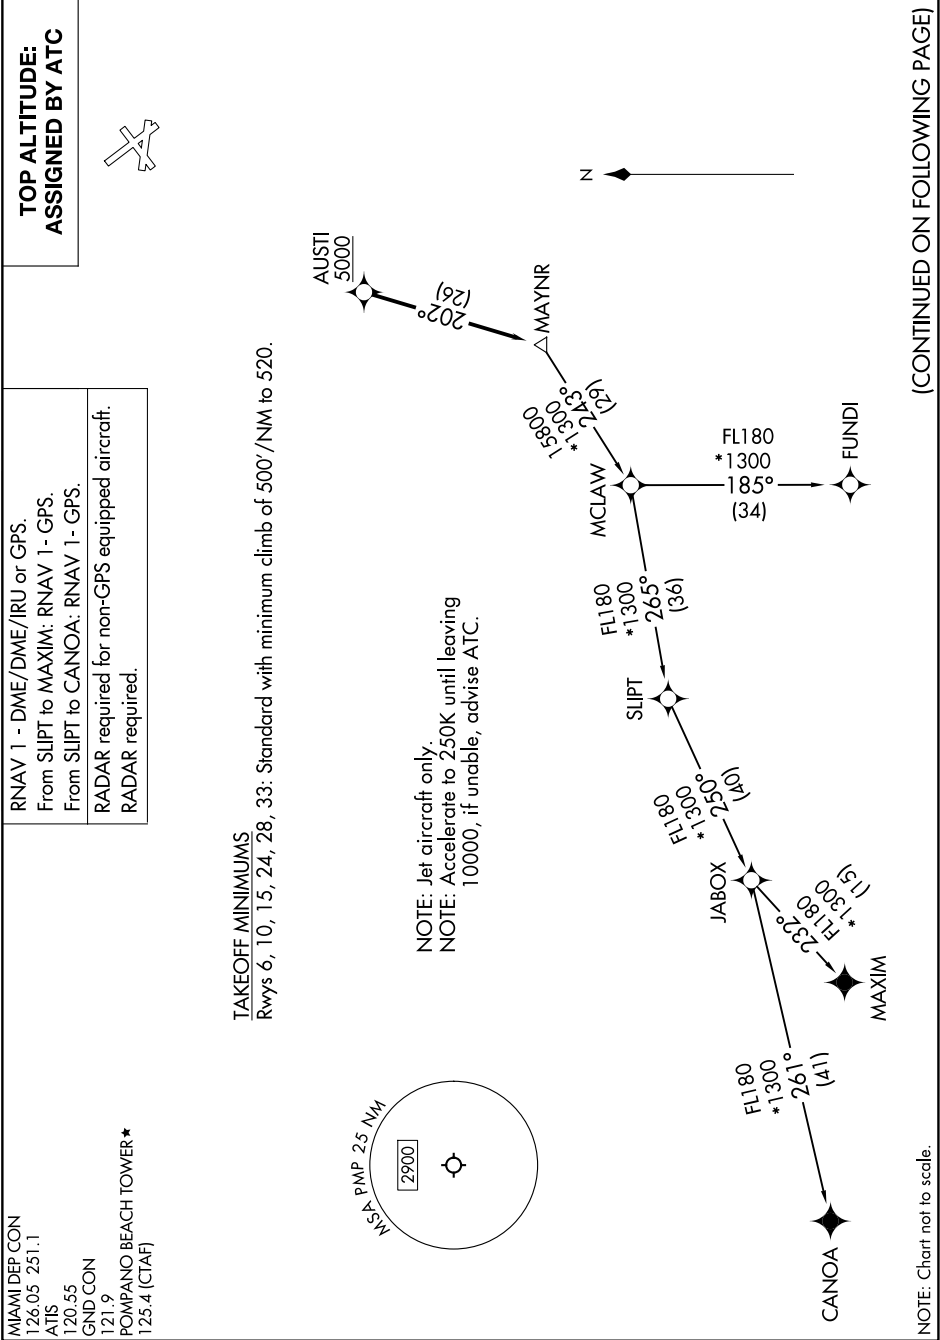 MIAMI DEP CON
126.05 251.1
ATIS
120.55
GND CON
121.9
POMPANO BEACH TOWER★
125.4 (CTAF)
RNAV 1 - DME/DME/IRU or GPS.
From SLIPT to MAXIM: RNAV 1- GPS.
From SLIPT to CANOA: RNAV 1- GPS.
RADAR required for non-GPS equipped aircraft.
RADAR required.
TOP ALTITUDE:
ASSIGNED BY ATC
TAKEOFF MINIMUMS
Rwys 6, 10, 15, 24, 28, 33: Standard with minimum climb of 500'/NM to 520.
AUSTI
5000
202°
(26)
N
MSA PMP 25 NM
2900
NOTE: Jet aircraft only.
NOTE: Accelerate to 250K until leaving
10000, if unable, advise ATC.
MAYNR
15800
*1300
243°
(29)
MCLAW
FL180
*1300
185°
(34)
FUNDI
FL180
*1300
265°
(36)
SLIPT
FL180
*1300
250°
(40)
JABOX
232°
FL180
*1300
(15)
MAXIM
FL180
*1300
261°
(41)
CANOA
NOTE: Chart not to scale.
(CONTINUED ON FOLLOWING PAGE)